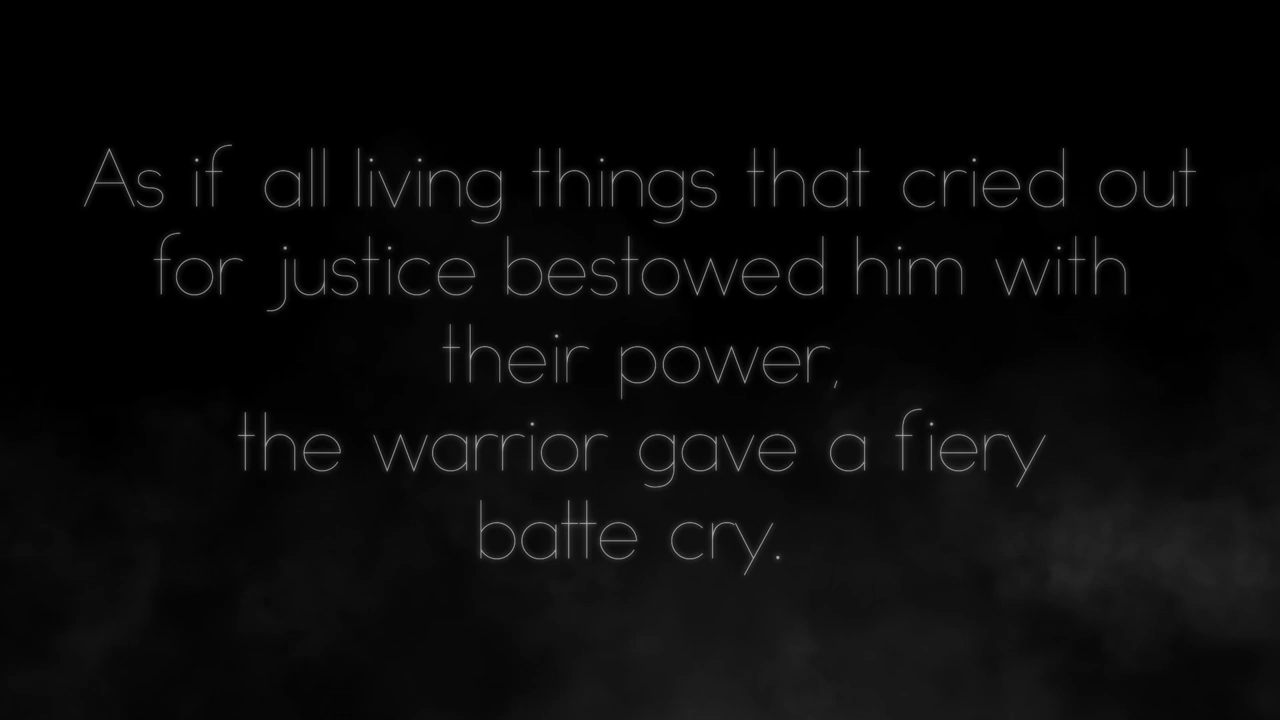 As if all living things that cried out
for justice bestowed him with
their power,
the warrior gave a fiery
batte cry.